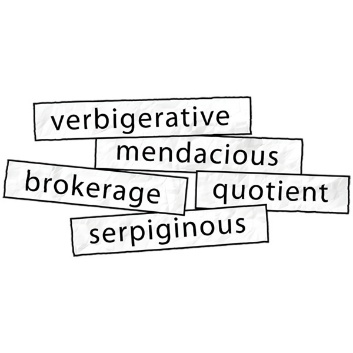 verbigerative
mendacious
brokerage
quotient
serpiginous